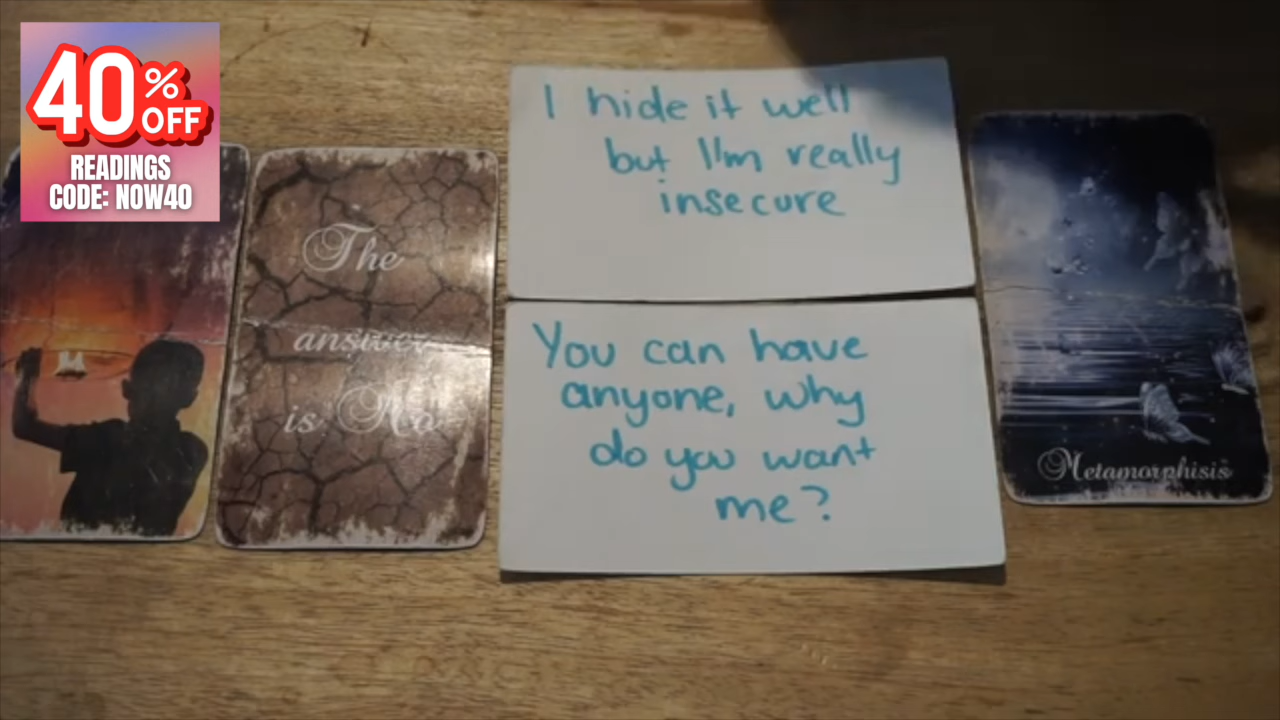 40% OFF
READINGS
CODE: NOW40
The
answer
is No
I hide it well
but I'm really
insecure
You can have
anyone, why
do you want
me?
Metamorphisis